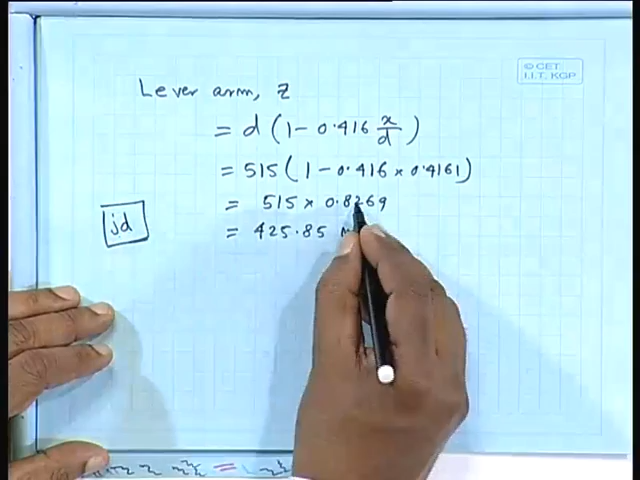 © CET
I.I.T. KGP
Lever arm, z
= d (1 - 0.416 x/d)
= 515 (1 - 0.416 × 0.4161)
= 515 × 0.8269
= 425.85
jd